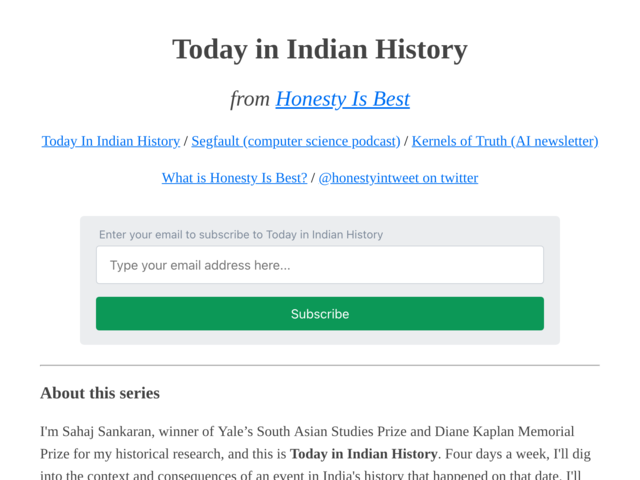 Today in Indian History
from Honesty Is Best
Today In Indian History / Segfault (computer science podcast) / Kernels of Truth (AI newsletter)
What is Honesty Is Best? / @honestyintweet on twitter
Enter your email to subscribe to Today in Indian History
Type your email address here...
Subscribe
About this series
I'm Sahaj Sankaran, winner of Yale’s South Asian Studies Prize and Diane Kaplan Memorial
Prize for my historical research, and this is Today in Indian History. Four days a week, I'll dig
into the context and consequences of an event in India's history that happened on that date. I'll